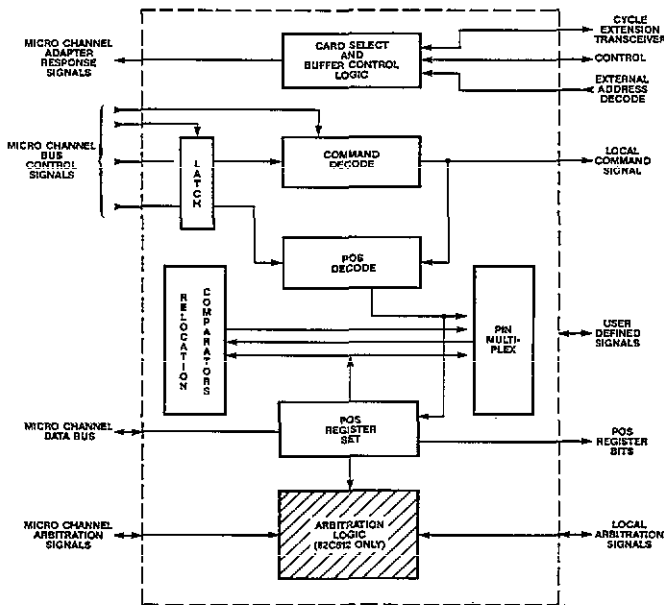 MICRO CHANNEL
ADAPTER
RESPONSE
SIGNALS
CARD SELECT
AND
BUFFER CONTROL
LOGIC
CYCLE
EXTENSION
TRANSCEIVER
CONTROL
EXTERNAL
ADDRESS
DECODE
MICRO CHANNEL
BUS
CONTROL
SIGNALS
LATCH
COMMAND
DECODE
LOCAL
COMMAND
SIGNAL
POS
DECODE
RELOCATION
COMPARATORS
PIN
MULTI-
PLEX
USER
DEFINED
SIGNALS
MICRO CHANNEL
DATA BUS
POS
REGISTER
SET
POS
REGISTER
BITS
MICRO CHANNEL
ARBITRATION
SIGNALS
ARBITRATION
LOGIC
(82C612 ONLY)
LOCAL
ARBITRATION
SIGNALS